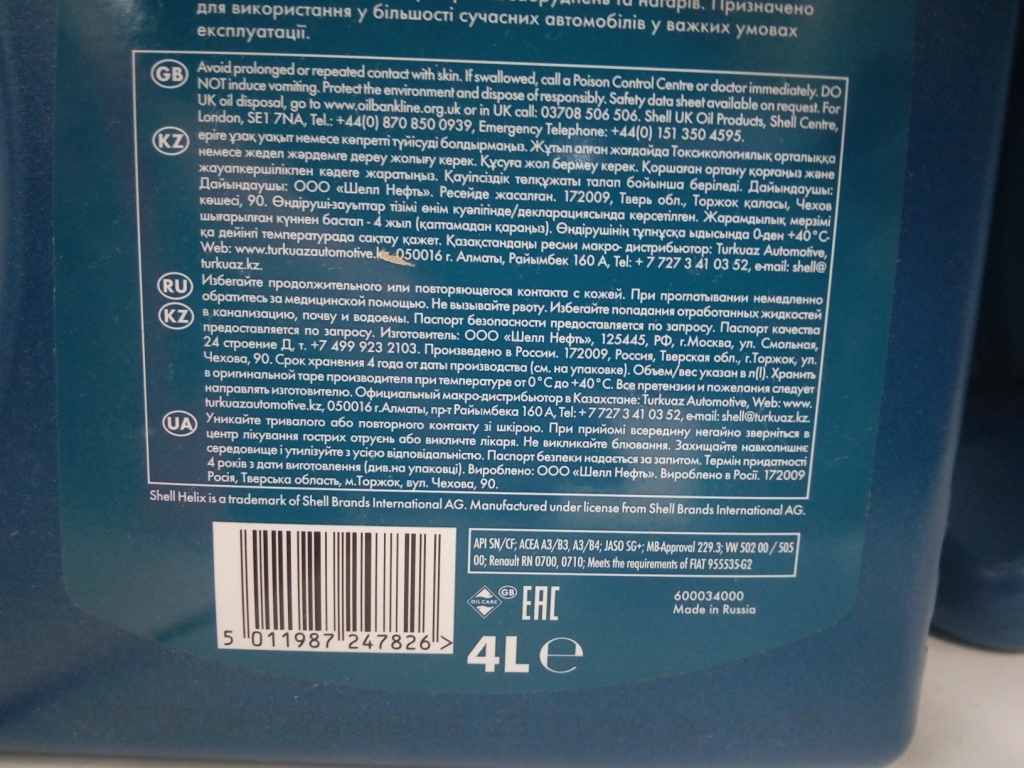 та нагарів. Призначено
для використання у більшості сучасних автомобілів у важких умовах
експлуатації.
GB
Avoid prolonged or repeated contact with skin. If swallowed, call a Poison Control Centre or doctor immediately. DO
NOT induce vomiting. Protect the environment and dispose of responsibly. Safety data sheet available on request. For
UK oil disposal, go to www.oilbankline.org.uk or in UK call: 03708 506 506. Shell UK Oil Products, Shell Centre,
London, SE1 7NA, Tel.: +44(0) 870 850 0939, Emergency Telephone: +44(0) 151 350 4595.
KZ
еріге ұзақ уақыт немесе көпретті түйісуді болдырмаңыз. Жұтып алған жағдайда Токсикологиялық орталыққа
немесе жедел жәрдемге дереу жолығу керек. Құсуға жол бермеу керек. Қоршаған ортану қорғаңыз және
жауапкершілікпен кәдеге жаратыңыз. Қауіпсіздік төлқұжаты талап бойынша беріледі. Дайындаушы:
Дайындаушы: ООО «Шелл Нефть». Ресейде жасалған. 172009, Тверь обл., Торжок қаласы, Чехов
көшесі, 90. Өндіруші-зауыттар тізімі өнім куәлігінде/декларациясында көрсетілген. Жарамдылық мерзімі
шығарылған күннен бастап - 4 жыл (қаптамадан қараңыз). Өндірушінің тұпнұсқа ыдысында 0-ден +40°C-
қа дейінгі температурада сақтау қажет. Қазақстандағы ресми макро-дистрибьютор: Turkuaz Automotive,
Web: www.turkuazautomotive.kz, 050016 г. Алматы, Райымбек 160 А, Tel: + 7 727 3 41 03 52, e-mail: shell@
turkuaz.kz.
RU
KZ
Избегайте продолжительного или повторяющегося контакта с кожей. При проглатывании немедленно
обратитесь за медицинской помощью. Не вызывайте рвоту. Избегайте попадания отработанных жидкостей
в канализацию, почву и водоемы. Паспорт безопасности предоставляется по запросу. Паспорт качества
предоставляется по запросу. Изготовитель: ООО «Шелл Нефть», 125445, РФ, г.Москва, ул. Смольная,
24 строение Д, т. +7 499 923 2103. Произведено в России. 172009, Россия, Тверская обл., г.Торжок, ул.
Чехова, 90. Срок хранения 4 года от даты производства (см. на упаковке). Объем/вес указан в л(l). Хранить
в оригинальной таре производителя при температуре от 0°C до +40°C. Все претензии и пожелания следует
направлять изготовителю. Официальный макро-дистрибьютор в Казахстане: Turkuaz Automotive, Web: www.
turkuazautomotive.kz, 050016 г.Алматы, пр-т Райымбека 160 А, Tel: + 7 727 3 41 03 52, e-mail: shell@turkuaz.kz.
UA
Уникайте тривалого або повторного контакту зі шкірою. При прийомі всередину негайно зверніться в
центр лікування гострих отруєнь або викличте лікаря. Не викликайте блювання. Захищайте навколишнє
середовище і утилізуйте з усією відповідальністю. Паспорт безпеки надається за запитом. Термін придатності
4 років з дати виготовлення (див.на упаковці). Вироблено: ООО «Шелл Нефть». Вироблено в Росії. 172009
Росія, Тверська область, м.Торжок, вул. Чехова, 90.
Shell Helix is a trademark of Shell Brands International AG. Manufactured under license from Shell Brands International AG.
API SN/CF; ACEA A3/B3, A3/B4; JASO SG+; MB-Approval 229.3; VW 502 00 / 505
00; Renault RN 0700, 0710; Meets the requirements of FIAT 955535-G2
OIL CARE GB EAC
600034000
Made in Russia
5 011987 247826 >
4L e